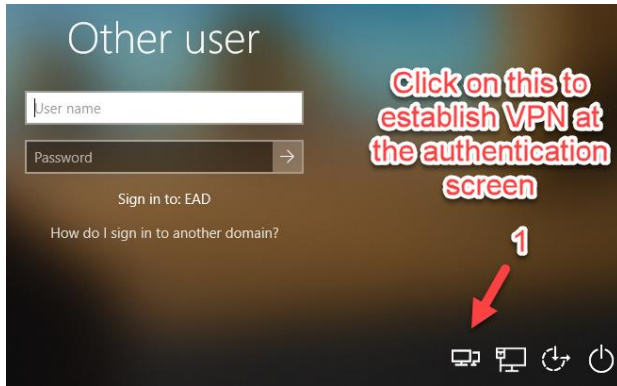 Other user
User name
Password
Sign in to: EAD
How do I sign in to another domain?
Click on this to
establish VPN at
the authentication
screen
1